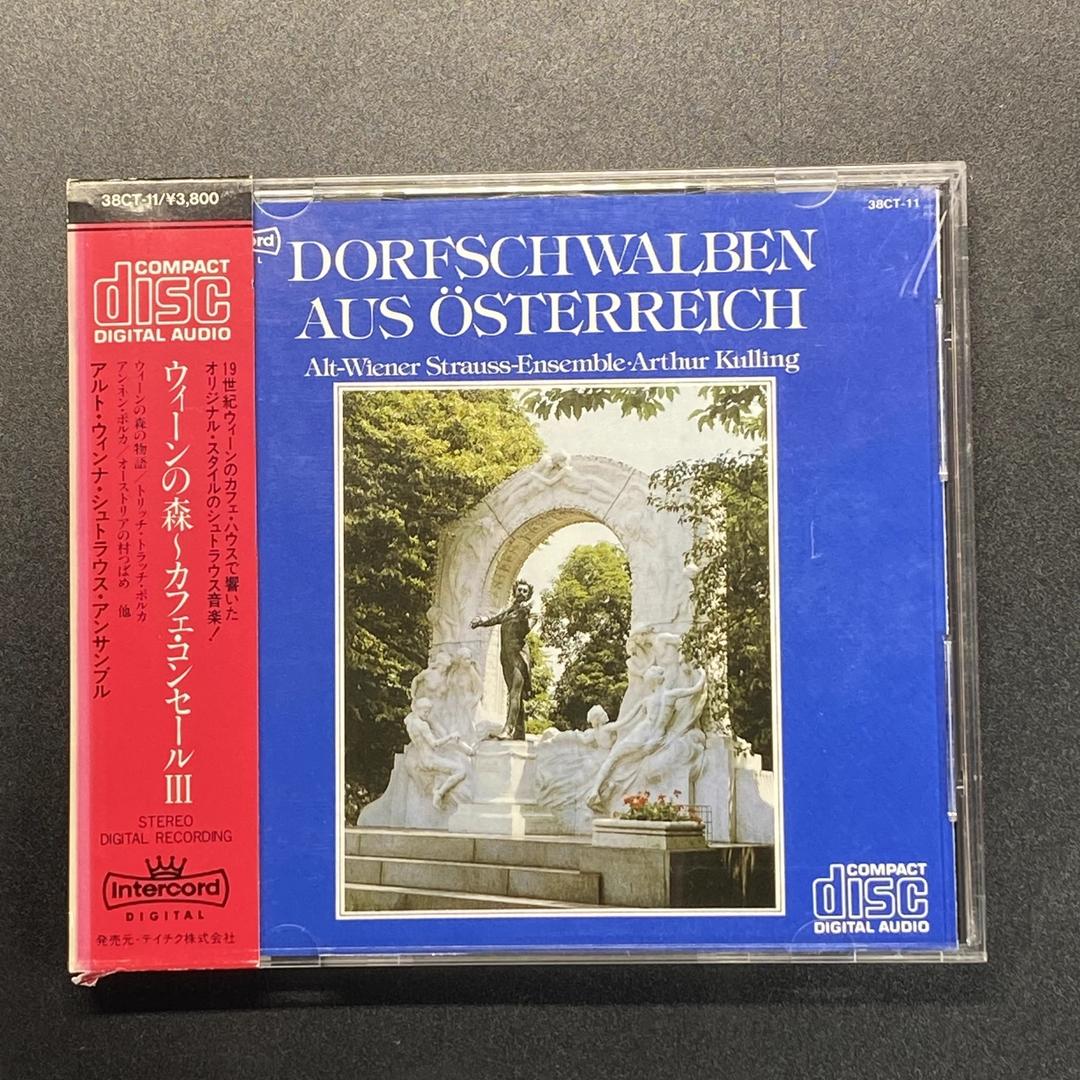 38CT-11/¥3,800
COMPACT
disc
DIGITAL AUDIO
19世紀ウィーンのカフェ・ハウスで響いた
オリジナル・スタイルのシュトラウス音楽!
ウィーンの森〜カフェ・コンセールIII
ウィーンの森の物語/トリッチ・トラッチ・ポルカ
アンネン・ポルカ/オーストリアの村つばめ 他
アルト・ウィンナ・シュトラウス・アンサンブル
STEREO
DIGITAL RECORDING
intercord
DIGITAL
発売元-テイチク株式会社
38CT-11
ord
L
DORFSCHWALBEN
AUS ÖSTERREICH
Alt-Wiener Strauss-Ensemble·Arthur Kulling
COMPACT
disc
DIGITAL AUDIO